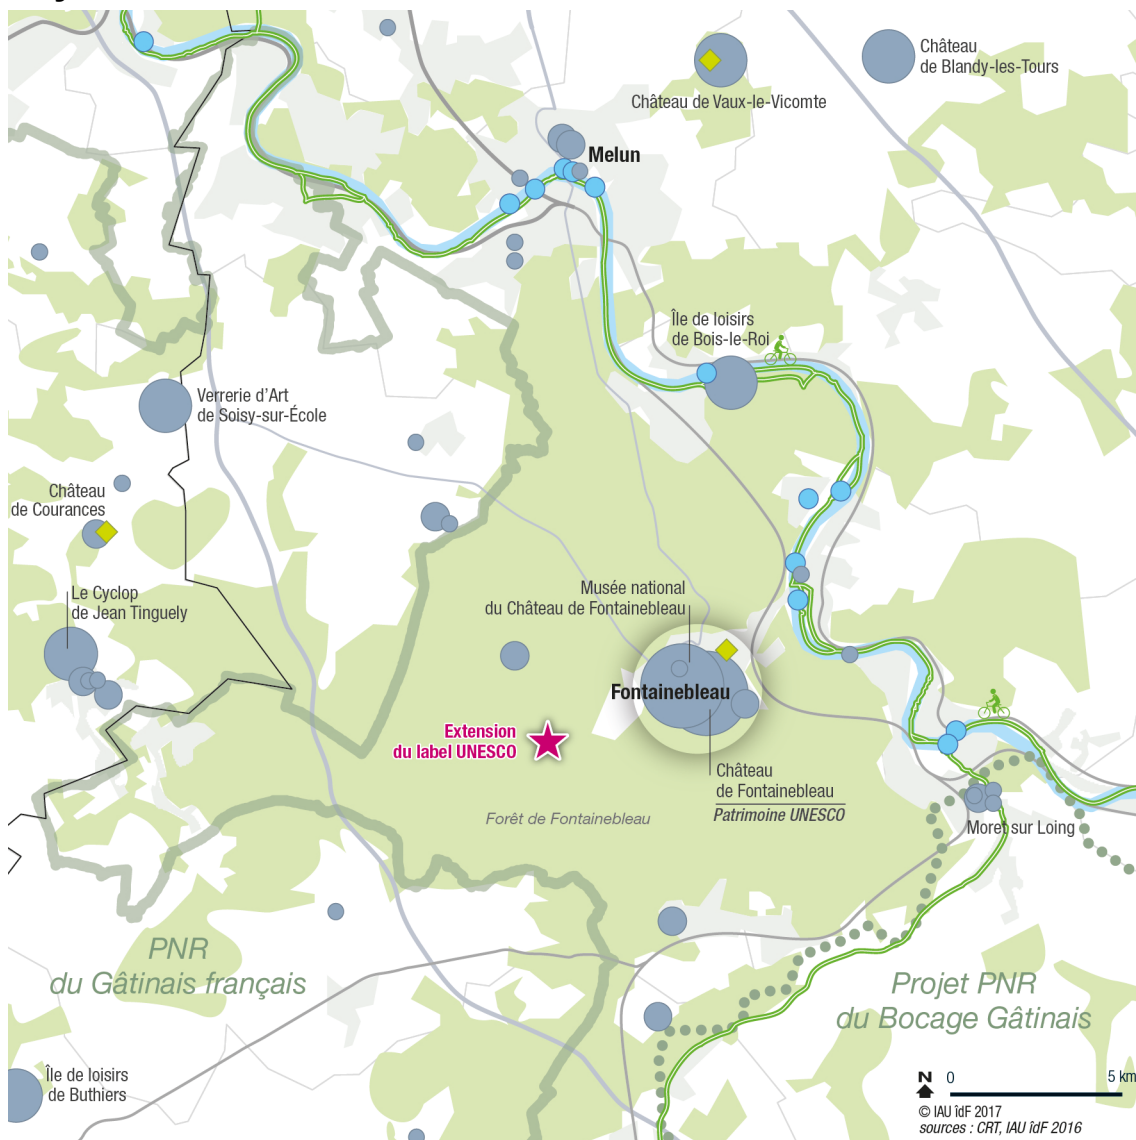 Château
de Blandy-les-Tours
Château de Vaux-le-Vicomte
Melun
Île de loisirs
de Bois-le-Roi
Verrerie d’Art
de Soisy-sur-École
Château
de Courances
Le Cyclop
de Jean Tinguely
Musée national
du Château de Fontainebleau
Fontainebleau
Extension
du label UNESCO
Château
de Fontainebleau
Patrimoine UNESCO
Forêt de Fontainebleau
Moret sur Loing
PNR
du Gâtinais français
Projet PNR
du Bocage Gâtinais
Île de loisirs
de Buthiers
N 0 5 km
© IAU îdF 2017
sources : CRT, IAU îdF 2016